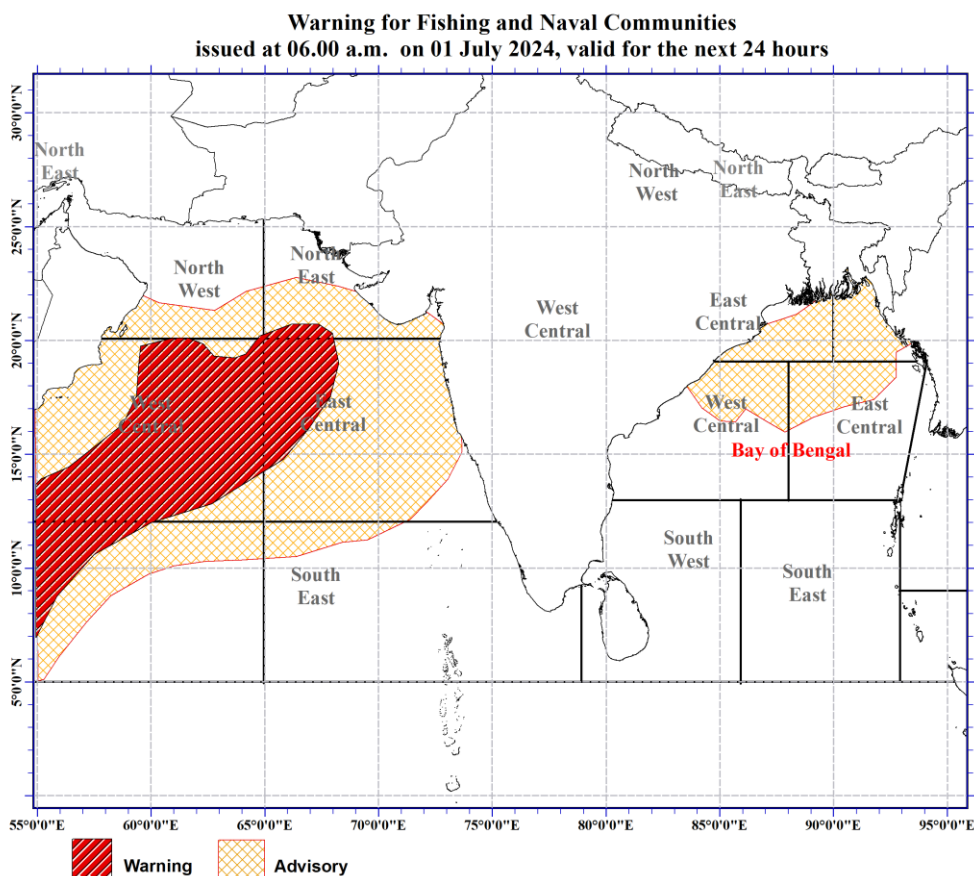 Warning for Fishing and Naval Communities
issued at 06.00 a.m. on 01 July 2024, valid for the next 24 hours
30°0'0"N
25°0'0"N
20°0'0"N
15°0'0"N
10°0'0"N
5°0'0"N
North
East
North
West
North
East
North
West
North
East
West
Central
East
Central
West
Central
East
Central
West
Central
East
Central
Bay of Bengal
South
West
South
East
South
East
55°0'0"E
60°0'0"E
65°0'0"E
70°0'0"E
75°0'0"E
80°0'0"E
85°0'0"E
90°0'0"E
95°0'0"E
Warning
Advisory